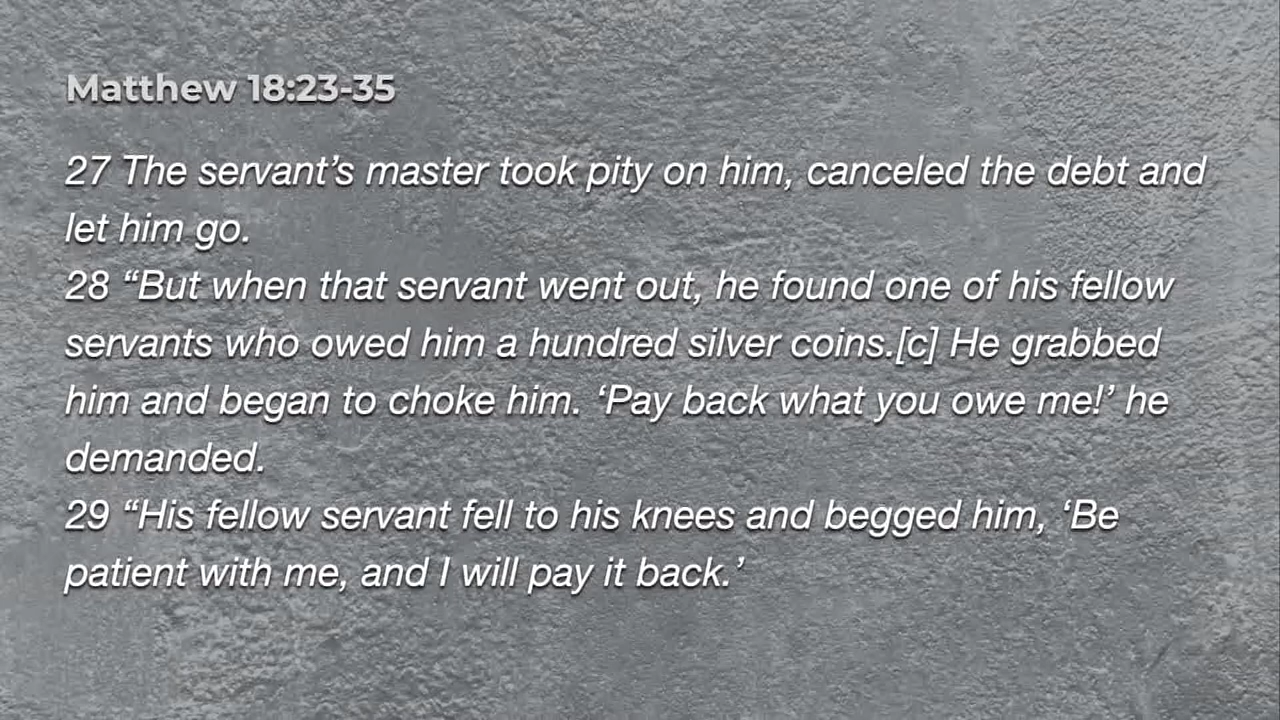 Matthew 18:23-35
27 The servant’s master took pity on him, canceled the debt and
let him go.
28 “But when that servant went out, he found one of his fellow
servants who owed him a hundred silver coins.[c] He grabbed
him and began to choke him. ‘Pay back what you owe me!’ he
demanded.
29 “His fellow servant fell to his knees and begged him, ‘Be
patient with me, and I will pay it back.’